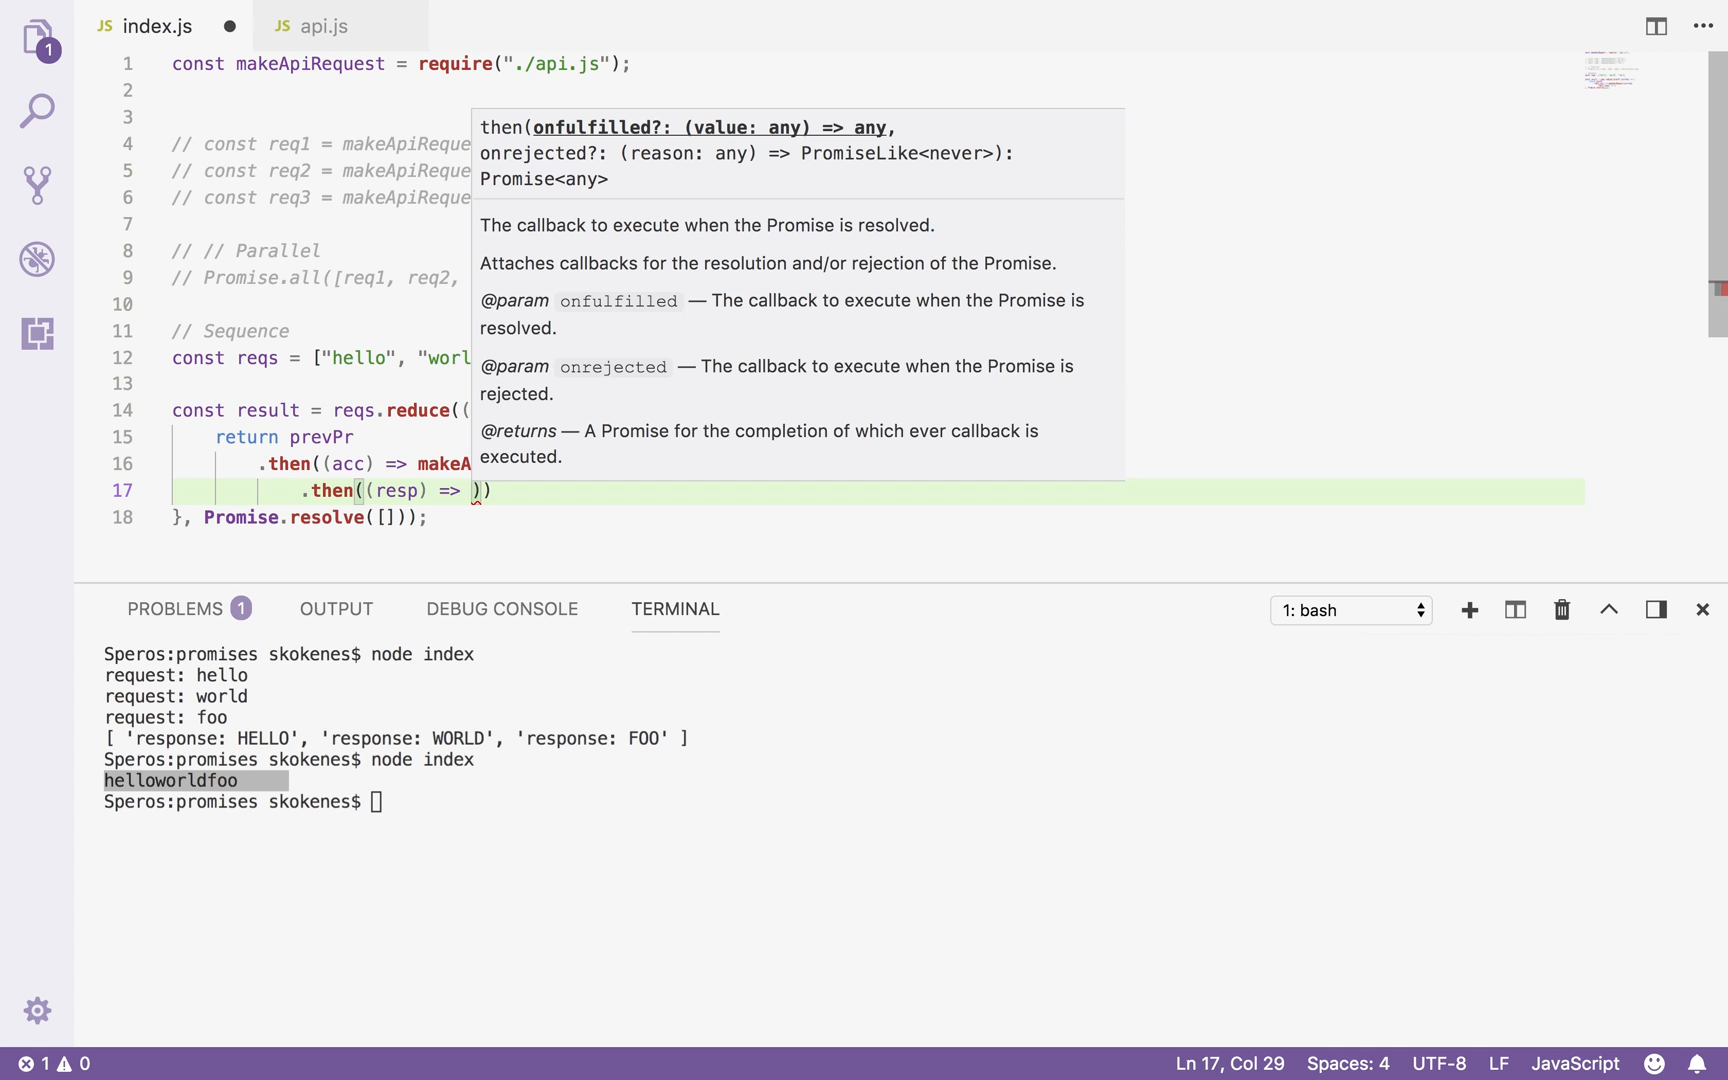 1
JS index.js ●
JS api.js
1 const makeApiRequest = require("./api.js");
2
3
4 // const req1 = makeApiReque
5 // const req2 = makeApiReque
6 // const req3 = makeApiReque
7
8 // // Parallel
9 // Promise.all([req1, req2,
10
11 // Sequence
12 const reqs = ["hello", "worl
13
14 const result = reqs.reduce((
15 return prevPr
16 .then((acc) => makeA
17 .then((resp) => ))
18 }, Promise.resolve([]));
then(onfulfilled?: (value: any) => any,
onrejected?: (reason: any) => PromiseLike<never>):
Promise<any>
The callback to execute when the Promise is resolved.
Attaches callbacks for the resolution and/or rejection of the Promise.
@param onfulfilled — The callback to execute when the Promise is
resolved.
@param onrejected — The callback to execute when the Promise is
rejected.
@returns — A Promise for the completion of which ever callback is
executed.
PROBLEMS 1 OUTPUT DEBUG CONSOLE TERMINAL
1: bash
Speros:promises skokenes$ node index
request: hello
request: world
request: foo
[ 'response: HELLO', 'response: WORLD', 'response: FOO' ]
Speros:promises skokenes$ node index
helloworldfoo
Speros:promises skokenes$
1 0
Ln 17, Col 29 Spaces: 4 UTF-8 LF JavaScript